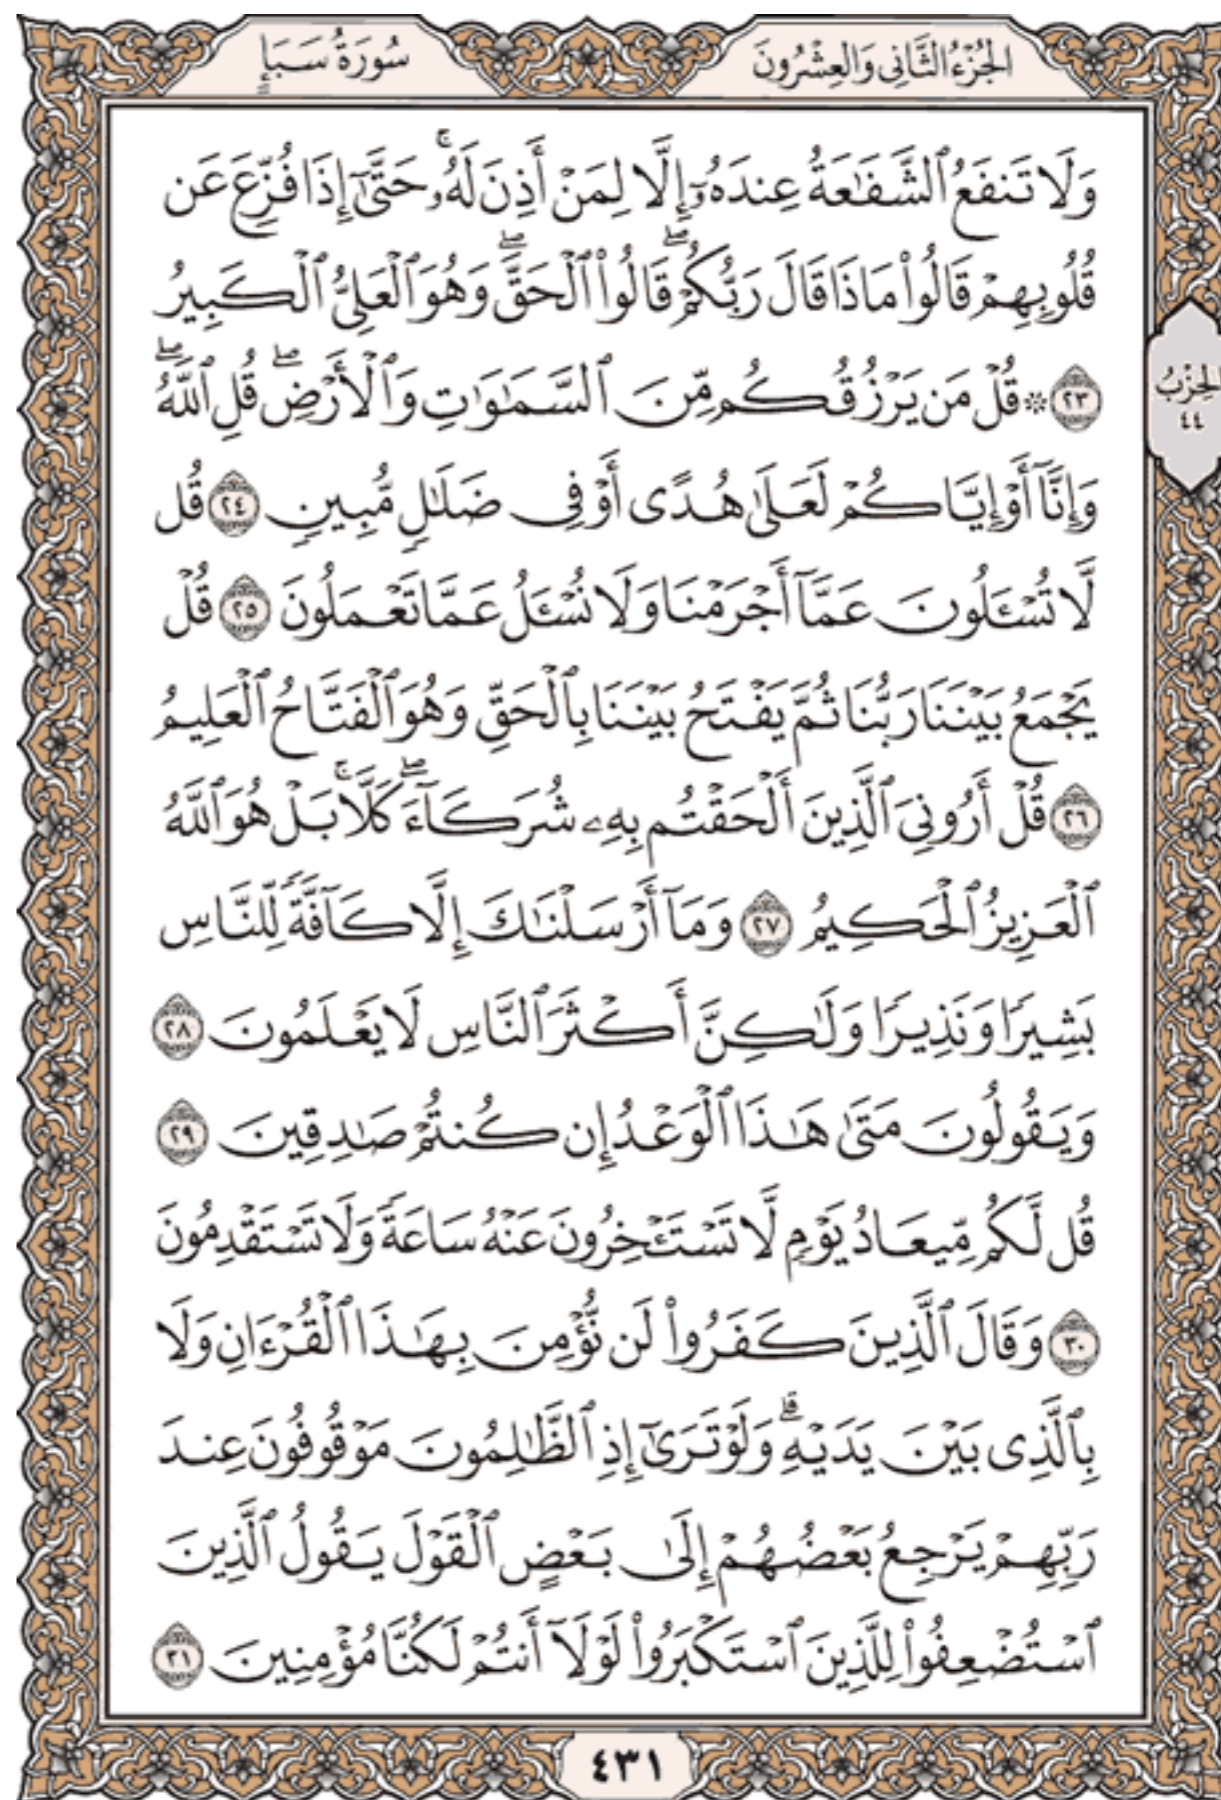 الجُزْءُ الثَّانِي وَالعِشْرُونَ
سُورَةُ سَبَإٍ
وَلَا تَنفَعُ ٱلشَّفَٰعَةُ عِندَهُۥٓ إِلَّا لِمَنْ أَذِنَ لَهُۥۚ حَتَّىٰٓ إِذَا فُزِّعَ عَن
قُلُوبِهِمْ قَالُوا۟ مَاذَا قَالَ رَبُّكُمْۖ قَالُوا۟ ٱلْحَقَّۖ وَهُوَ ٱلْعَلِىُّ ٱلْكَبِيرُ
٢٣ ۞ قُلْ مَن يَرْزُقُكُم مِّنَ ٱلسَّمَٰوَٰتِ وَٱلْأَرْضِۖ قُلِ ٱللَّهُۖ
وَإِنَّآ أَوْ إِيَّاكُمْ لَعَلَىٰ هُدًى أَوْ فِى ضَلَٰلٍ مُّبِينٍ ٢٤ قُل
لَّا تُسْـَٔلُونَ عَمَّآ أَجْرَمْنَا وَلَا نُسْـَٔلُ عَمَّا تَعْمَلُونَ ٢٥ قُلْ
يَجْمَعُ بَيْنَنَا رَبُّنَا ثُمَّ يَفْتَحُ بَيْنَنَا بِٱلْحَقِّ وَهُوَ ٱلْفَتَّاحُ ٱلْعَلِيمُ
٢٦ قُلْ أَرُونِىَ ٱلَّذِينَ أَلْحَقْتُم بِهِۦ شُرَكَآءَۖ كَلَّاۚ بَلْ هُوَ ٱللَّهُ
ٱلْعَزِيزُ ٱلْحَكِيمُ ٢٧ وَمَآ أَرْسَلْنَٰكَ إِلَّا كَآفَّةً لِّلنَّاسِ
بَشِيرًا وَنَذِيرًا وَلَٰكِنَّ أَكْثَرَ ٱلنَّاسِ لَا يَعْلَمُونَ ٢٨
وَيَقُولُونَ مَتَىٰ هَٰذَا ٱلْوَعْدُ إِن كُنتُمْ صَٰدِقِينَ ٢٩
قُل لَّكُم مِّيعَادُ يَوْمٍ لَّا تَسْتَـْٔخِرُونَ عَنْهُ سَاعَةً وَلَا تَسْتَقْدِمُونَ
٣٠ وَقَالَ ٱلَّذِينَ كَفَرُوا۟ لَن نُّؤْمِنَ بِهَٰذَا ٱلْقُرْءَانِ وَلَا
بِٱلَّذِى بَيْنَ يَدَيْهِۗ وَلَوْ تَرَىٰٓ إِذِ ٱلظَّٰلِمُونَ مَوْقُوفُونَ عِندَ
رَبِّهِمْ يَرْجِعُ بَعْضُهُمْ إِلَىٰ بَعْضٍ ٱلْقَوْلَ يَقُولُ ٱلَّذِينَ
ٱسْتُضْعِفُوا۟ لِلَّذِينَ ٱسْتَكْبَرُوا۟ لَوْلَآ أَنتُمْ لَكُنَّا مُؤْمِنِينَ ٣١
الحِزْبُ
٤٤
٤٣١